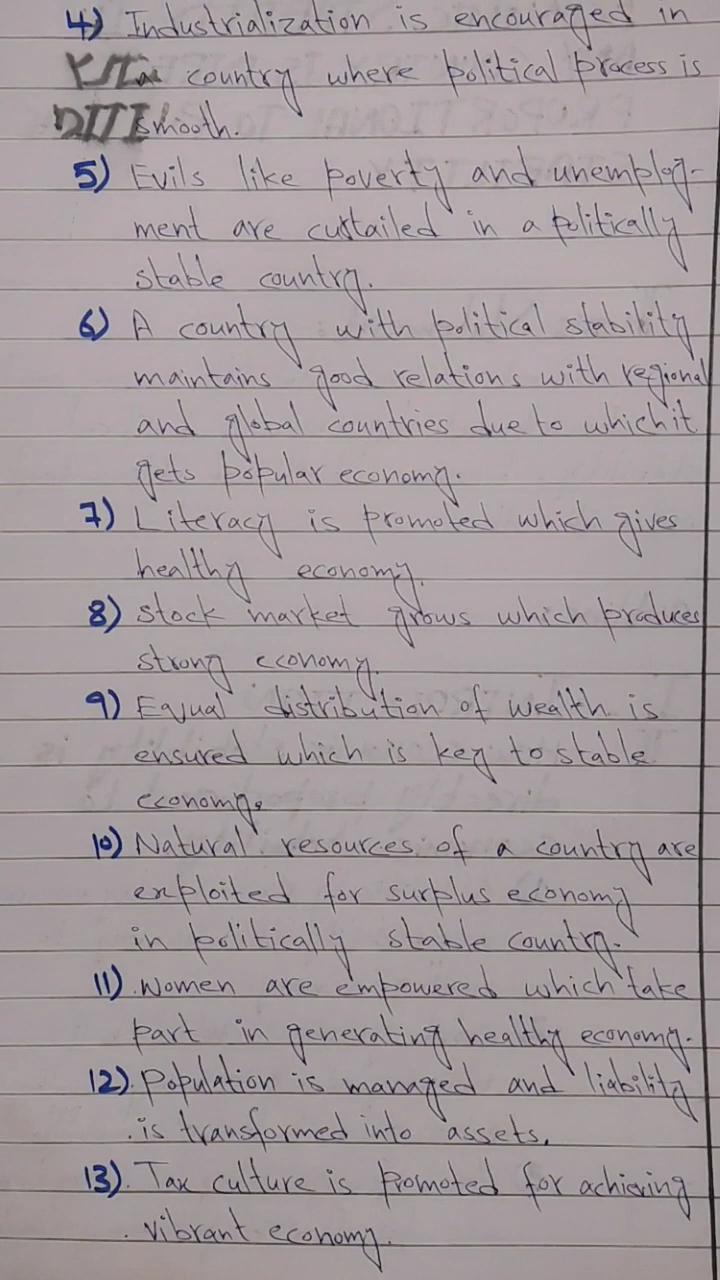 4) Industrialization is encouraged in
a country where political process is
smooth.
5) Evils like poverty and unemploy-
ment are curtailed in a politically
stable country.
6) A country with political stability
maintains good relations with regional
and global countries due to which it
gets popular economy.
7) Literacy is promoted which gives
healthy economy.
8) Stock market grows which produces
strong economy.
9) Equal distribution of wealth is
ensured which is key to stable
economy.
10) Natural resources of a country are
exploited for surplus economy
in politically stable country.
11) Women are empowered which take
part in generating healthy economy.
12) Population is managed and liability
is transformed into assets.
13) Tax culture is promoted for achieving
vibrant economy.